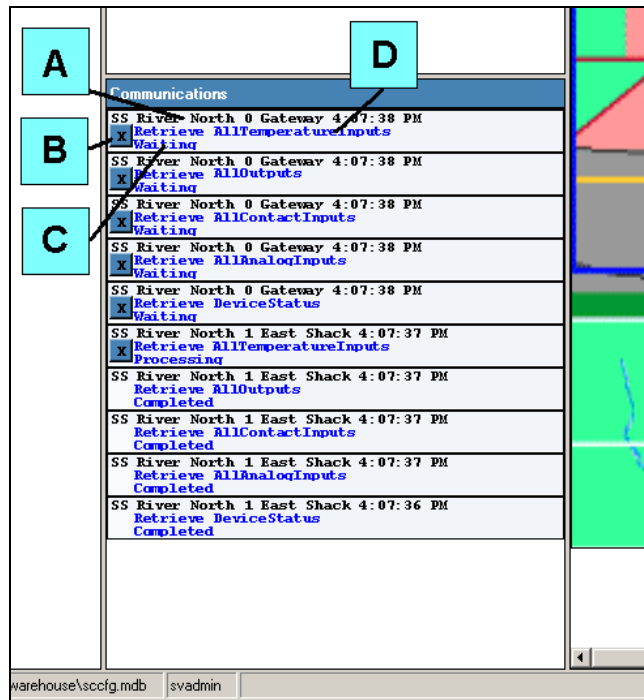 A
D
Communications
SS River North 0 Gateway 4:07:38 PM
B
x Retrieve AllTemperatureInputs
Waiting
SS River North 0 Gateway 4:07:38 PM
x Retrieve AllOutputs
Waiting
C
SS River North 0 Gateway 4:07:38 PM
x Retrieve AllContactInputs
Waiting
SS River North 0 Gateway 4:07:38 PM
x Retrieve AllAnalogInputs
Waiting
SS River North 0 Gateway 4:07:38 PM
x Retrieve DeviceStatus
Waiting
SS River North 1 East Shack 4:07:37 PM
x Retrieve AllTemperatureInputs
Processing
SS River North 1 East Shack 4:07:37 PM
Retrieve AllOutputs
Completed
SS River North 1 East Shack 4:07:37 PM
Retrieve AllContactInputs
Completed
SS River North 1 East Shack 4:07:37 PM
Retrieve AllAnalogInputs
Completed
SS River North 1 East Shack 4:07:36 PM
Retrieve DeviceStatus
Completed
warehouse\sccfg.mdb svadmin